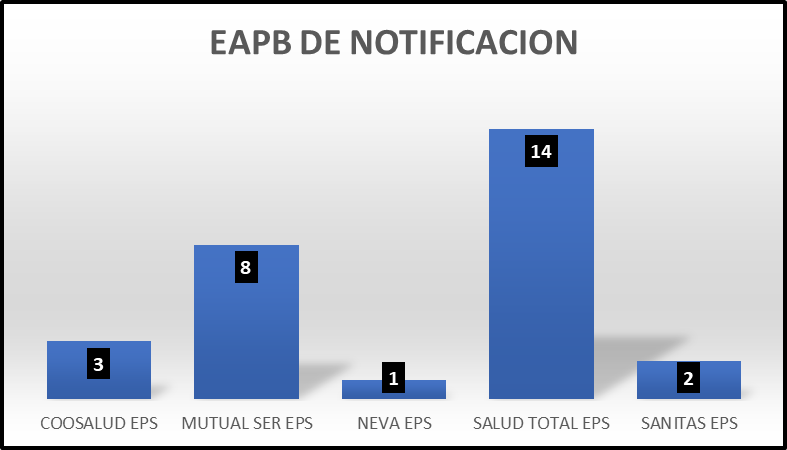 EAPB DE NOTIFICACION
3
8
1
14
2
COOSALUD EPS
MUTUAL SER EPS
NEVA EPS
SALUD TOTAL EPS
SANITAS EPS